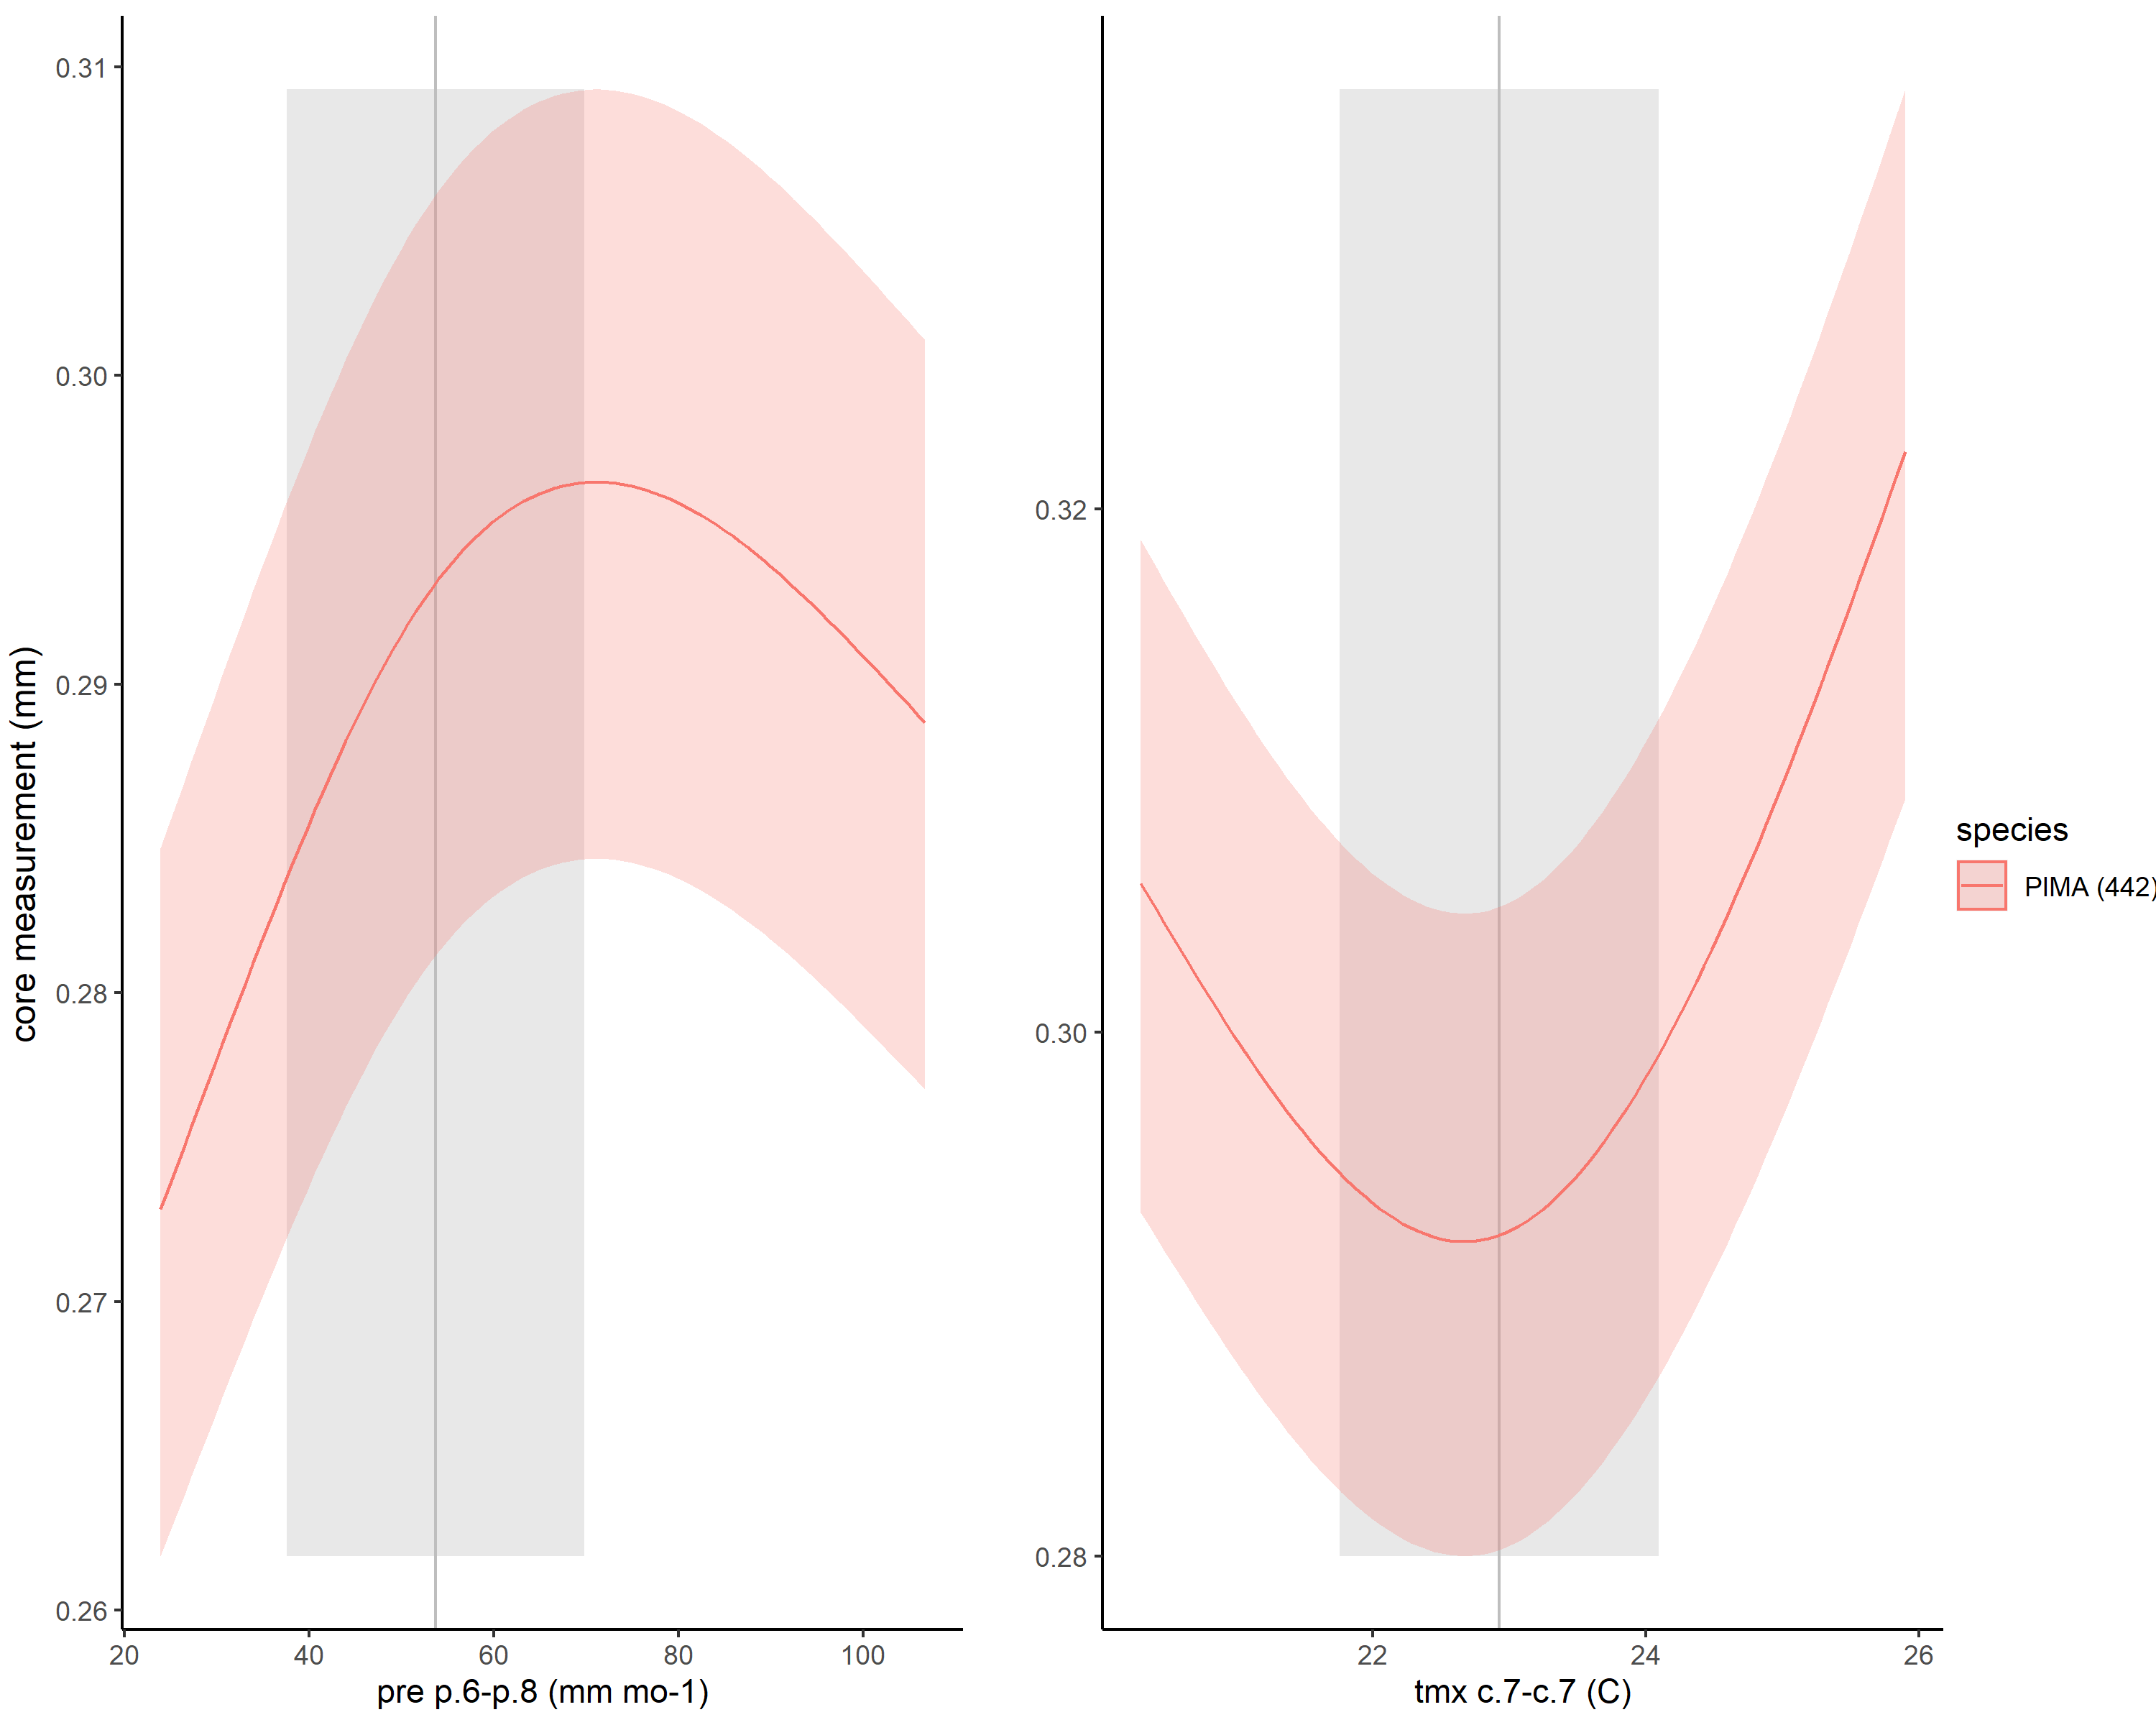 core measurement (mm)
0.31
0.30
0.29
0.28
0.27
0.26
20 40 60 80 100
pre p.6-p.8 (mm mo-1)
0.32
0.30
0.28
22 24 26
tmx c.7-c.7 (C)
species
PIMA (442)